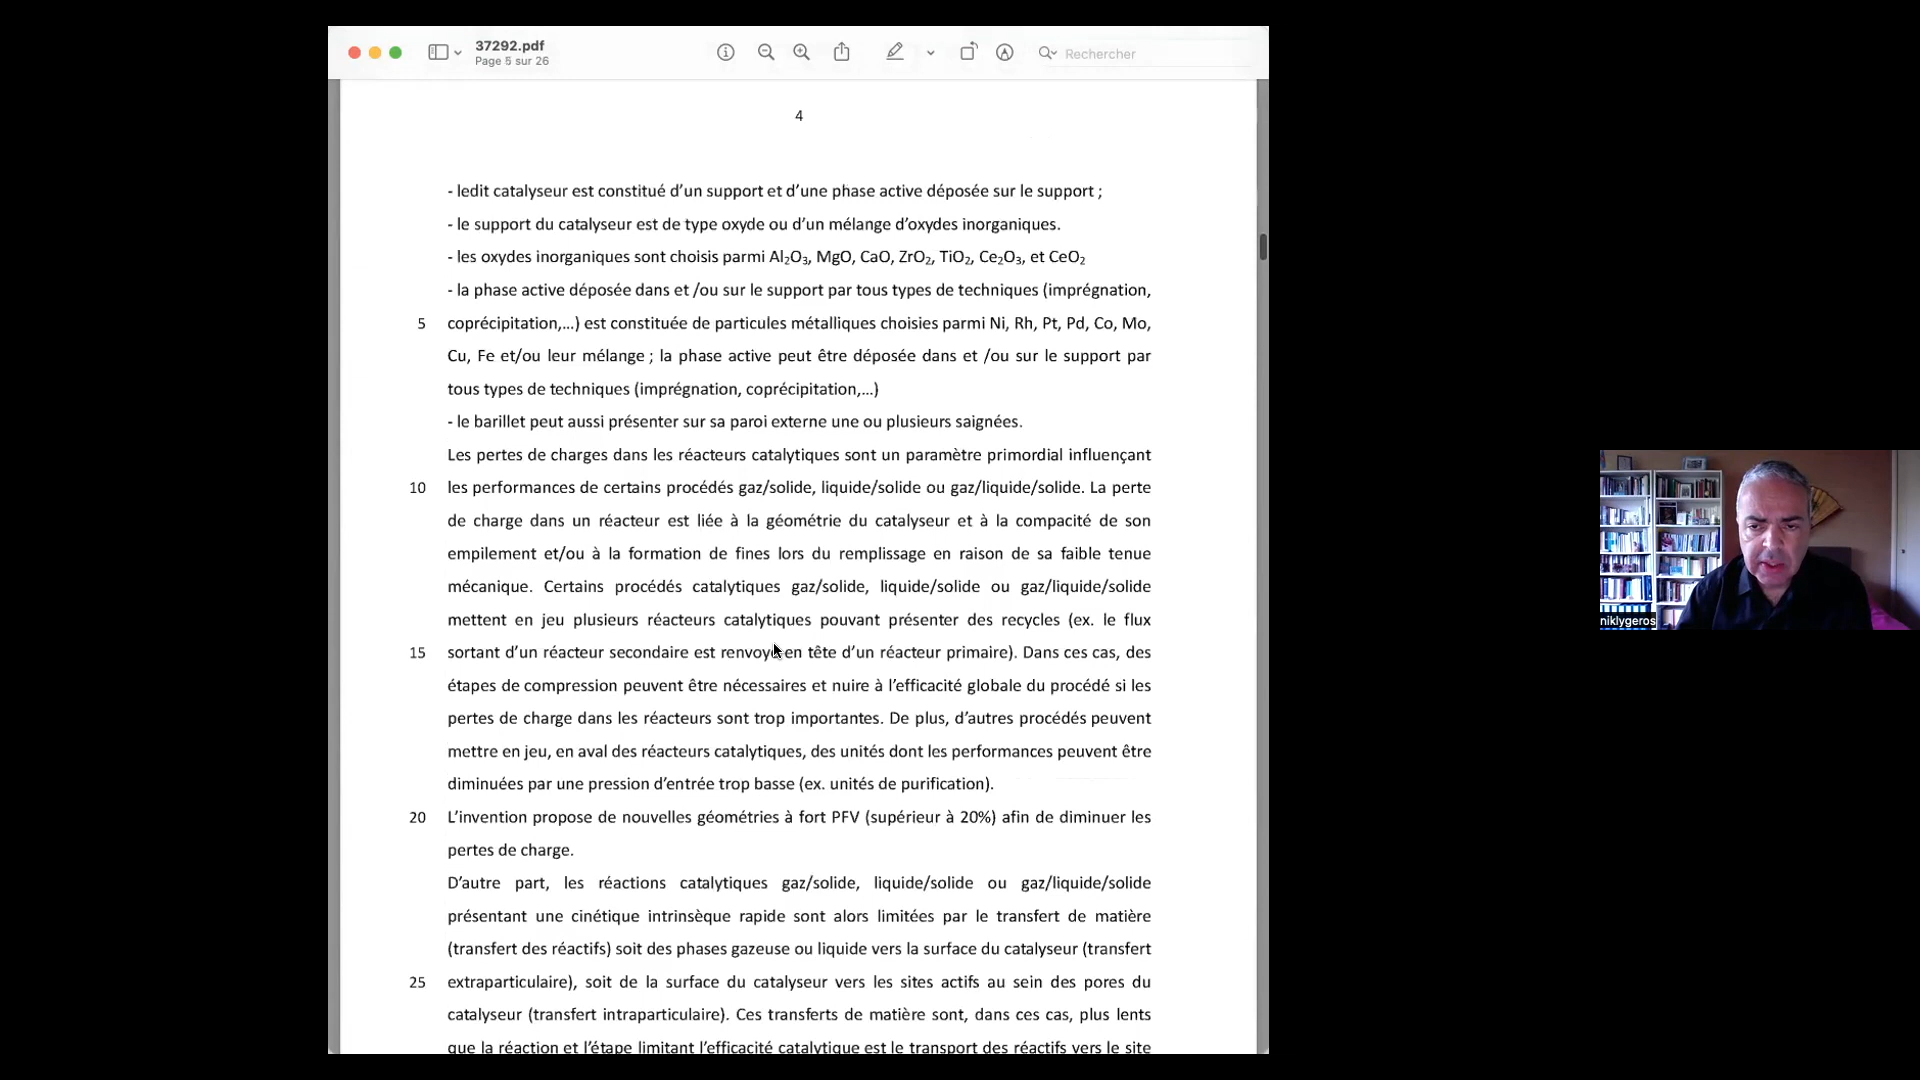 37292.pdf
Page 5 sur 26
Rechercher
4
- ledit catalyseur est constitué d’un support et d’une phase active déposée sur le support ;
- le support du catalyseur est de type oxyde ou d’un mélange d’oxydes inorganiques.
- les oxydes inorganiques sont choisis parmi Al₂O₃, MgO, CaO, ZrO₂, TiO₂, Ce₂O₃, et CeO₂
- la phase active déposée dans et /ou sur le support par tous types de techniques (imprégnation,
5 coprécipitation,…) est constituée de particules métalliques choisies parmi Ni, Rh, Pt, Pd, Co, Mo,
Cu, Fe et/ou leur mélange ; la phase active peut être déposée dans et /ou sur le support par
tous types de techniques (imprégnation, coprécipitation,…)
- le barillet peut aussi présenter sur sa paroi externe une ou plusieurs saignées.
Les pertes de charges dans les réacteurs catalytiques sont un paramètre primordial influençant
10 les performances de certains procédés gaz/solide, liquide/solide ou gaz/liquide/solide. La perte
de charge dans un réacteur est liée à la géométrie du catalyseur et à la compacité de son
empilement et/ou à la formation de fines lors du remplissage en raison de sa faible tenue
mécanique. Certains procédés catalytiques gaz/solide, liquide/solide ou gaz/liquide/solide
mettent en jeu plusieurs réacteurs catalytiques pouvant présenter des recycles (ex. le flux
15 sortant d’un réacteur secondaire est renvoyé en tête d’un réacteur primaire). Dans ces cas, des
étapes de compression peuvent être nécessaires et nuire à l’efficacité globale du procédé si les
pertes de charge dans les réacteurs sont trop importantes. De plus, d’autres procédés peuvent
mettre en jeu, en aval des réacteurs catalytiques, des unités dont les performances peuvent être
diminuées par une pression d’entrée trop basse (ex. unités de purification).
20 L’invention propose de nouvelles géométries à fort PFV (supérieur à 20%) afin de diminuer les
pertes de charge.
D’autre part, les réactions catalytiques gaz/solide, liquide/solide ou gaz/liquide/solide
présentant une cinétique intrinsèque rapide sont alors limitées par le transfert de matière
(transfert des réactifs) soit des phases gazeuse ou liquide vers la surface du catalyseur (transfert
25 extraparticulaire), soit de la surface du catalyseur vers les sites actifs au sein des pores du
catalyseur (transfert intraparticulaire). Ces transferts de matière sont, dans ces cas, plus lents
que la réaction et l’étape limitant l’efficacité catalytique est le transport des réactifs vers le site
niklygeros